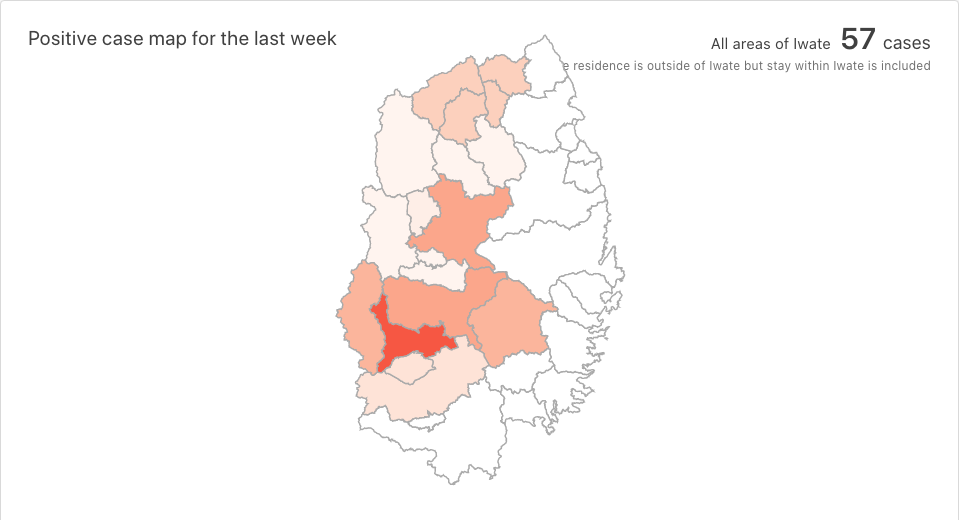 Positive case map for the last week
All areas of Iwate 57 cases
e residence is outside of Iwate but stay within Iwate is included